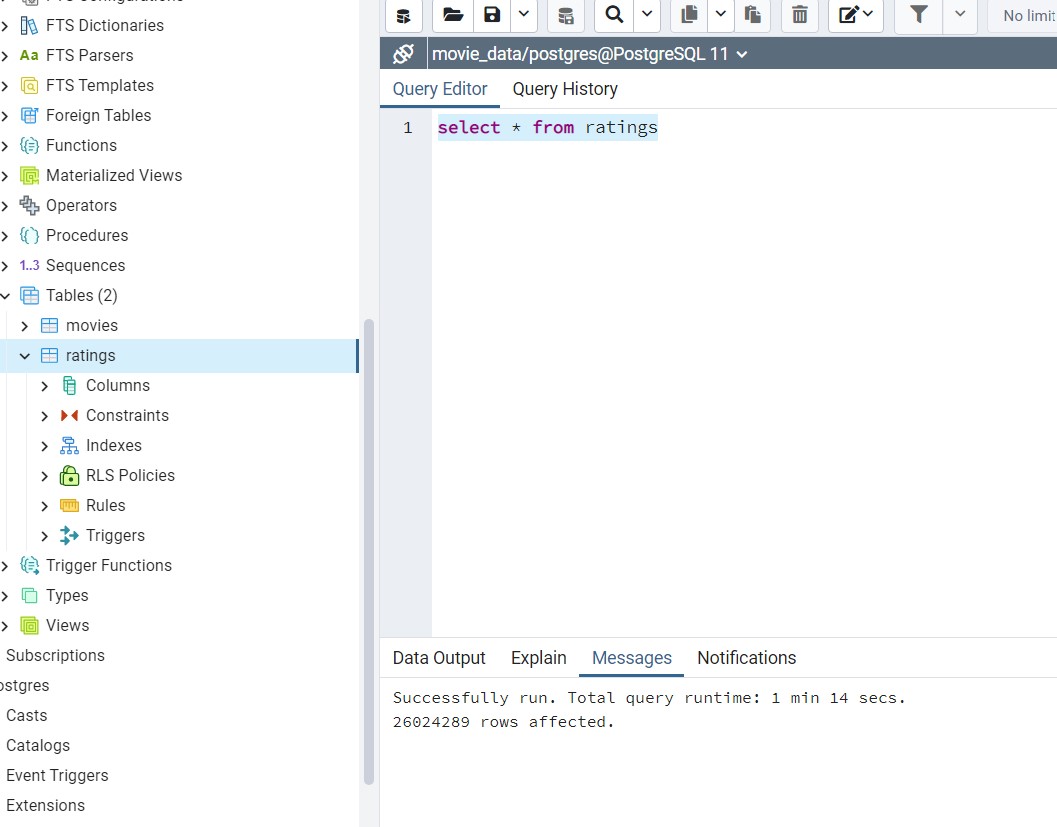 FTS Dictionaries
Aa FTS Parsers
FTS Templates
Foreign Tables
Functions
Materialized Views
Operators
Procedures
1..3 Sequences
Tables (2)
movies
ratings
Columns
Constraints
Indexes
RLS Policies
Rules
Triggers
Trigger Functions
Types
Views
Subscriptions
ostgres
Casts
Catalogs
Event Triggers
Extensions
No limit
movie_data/postgres@PostgreSQL 11
Query Editor Query History
1 select * from ratings
Data Output Explain Messages Notifications
Successfully run. Total query runtime: 1 min 14 secs.
26024289 rows affected.